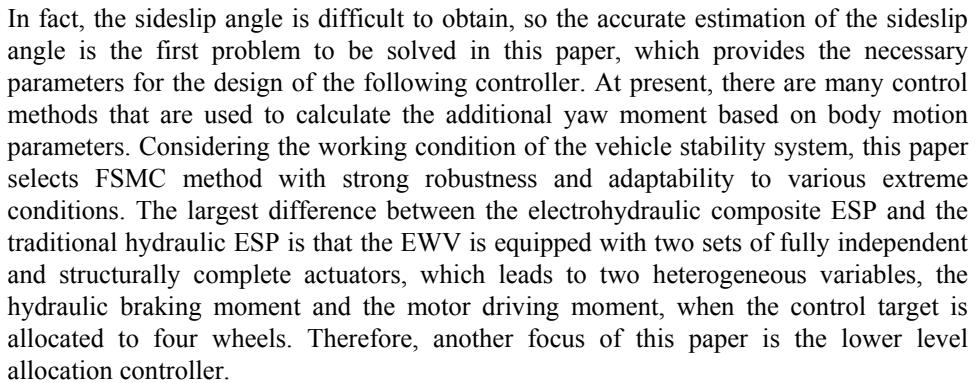 In fact, the sideslip angle is difficult to obtain, so the accurate estimation of the sideslip
angle is the first problem to be solved in this paper, which provides the necessary
parameters for the design of the following controller. At present, there are many control
methods that are used to calculate the additional yaw moment based on body motion
parameters. Considering the working condition of the vehicle stability system, this paper
selects FSMC method with strong robustness and adaptability to various extreme
conditions. The largest difference between the electrohydraulic composite ESP and the
traditional hydraulic ESP is that the EWV is equipped with two sets of fully independent
and structurally complete actuators, which leads to two heterogeneous variables, the
hydraulic braking moment and the motor driving moment, when the control target is
allocated to four wheels. Therefore, another focus of this paper is the lower level
allocation controller.